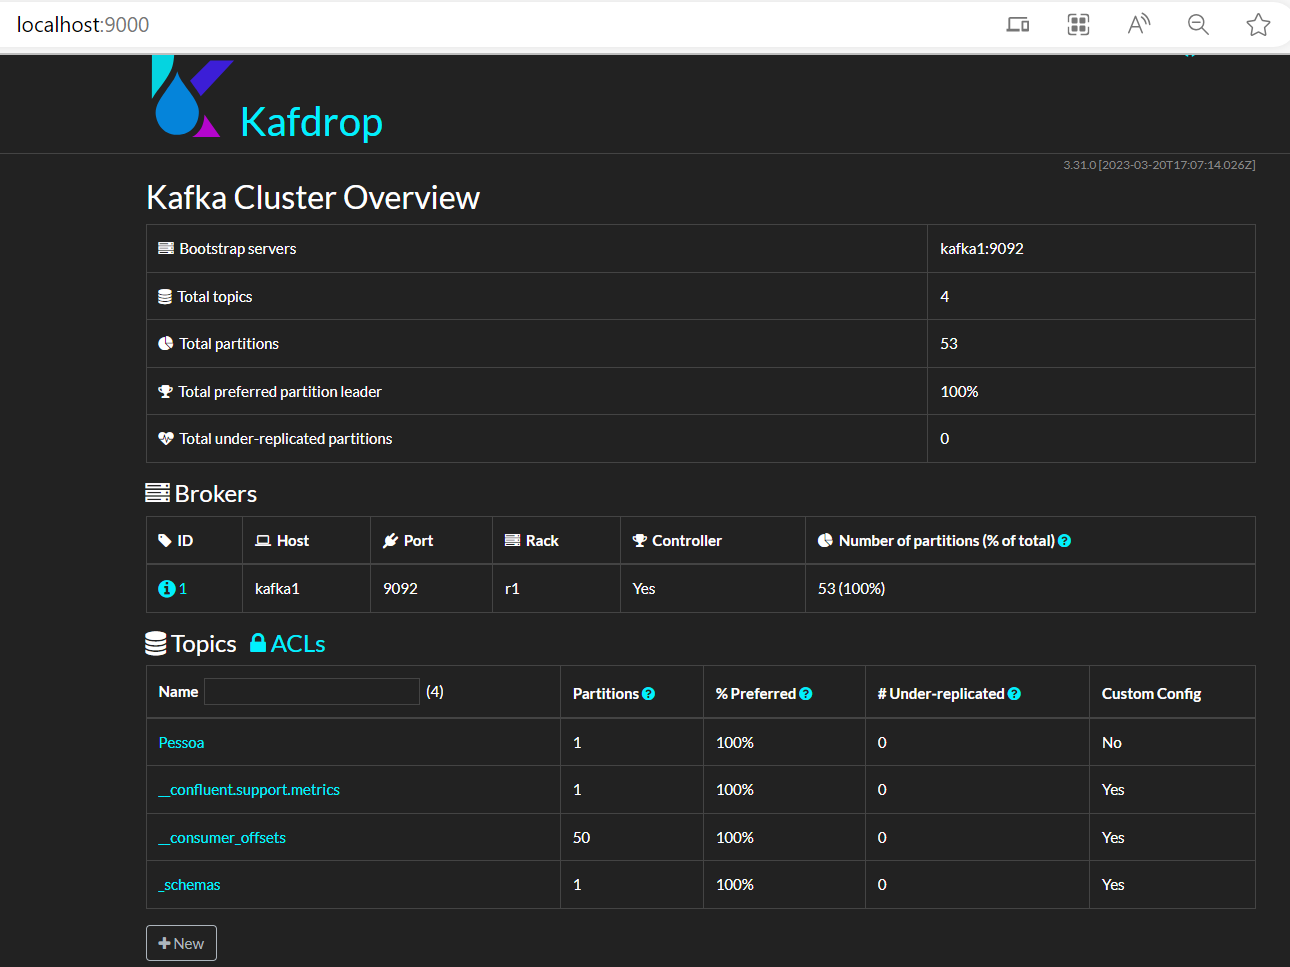 localhost:9000
Kafdrop
3.31.0 [2023-03-20T17:07:14.026Z]
Kafka Cluster Overview
Bootstrap servers kafka1:9092
Total topics 4
Total partitions 53
Total preferred partition leader 100%
Total under-replicated partitions 0
Brokers
ID Host Port Rack Controller Number of partitions (% of total)
1 kafka1 9092 r1 Yes 53 (100%)
Topics ACLs
Name (4) Partitions % Preferred # Under-replicated Custom Config
Pessoa 1 100% 0 No
__confluent.support.metrics 1 100% 0 Yes
__consumer_offsets 50 100% 0 Yes
_schemas 1 100% 0 Yes
New